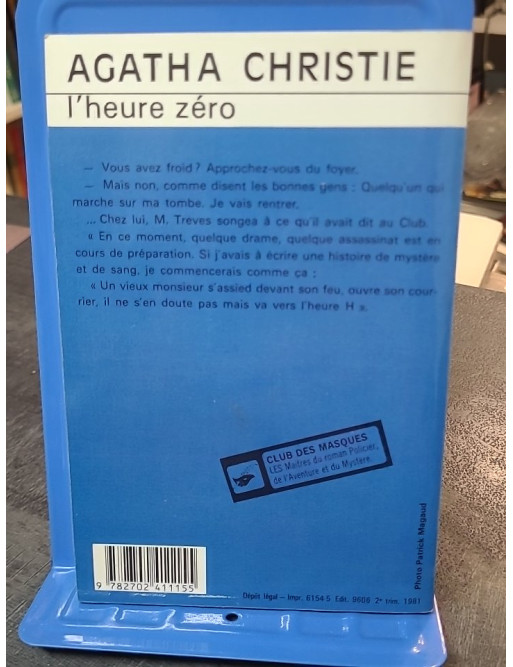 AGATHA CHRISTIE
l'heure zéro
— Vous avez froid ? Approchez-vous du foyer.
— Mais non, comme disent les bonnes gens : Quelqu'un qui
marche sur ma tombe. Je vais rentrer.
... Chez lui, M. Treves songea à ce qu'il avait dit au Club.
« En ce moment, quelque drame, quelque assassinat est en
cours de préparation. Si j'avais à écrire une histoire de mystère
et de sang, je commencerais comme ça :
« Un vieux monsieur s'assied devant son feu, ouvre son cour-
rier, il ne s'en doute pas mais va vers l'heure H ».
CLUB DES MASQUES
LES Maîtres du roman Policier,
de l'Aventure et du Mystère.
Photo Patrick Magaud
9 782702 411155
Dépôt légal — Impr. 6154 5 Edit. 9806 2e trim. 1981